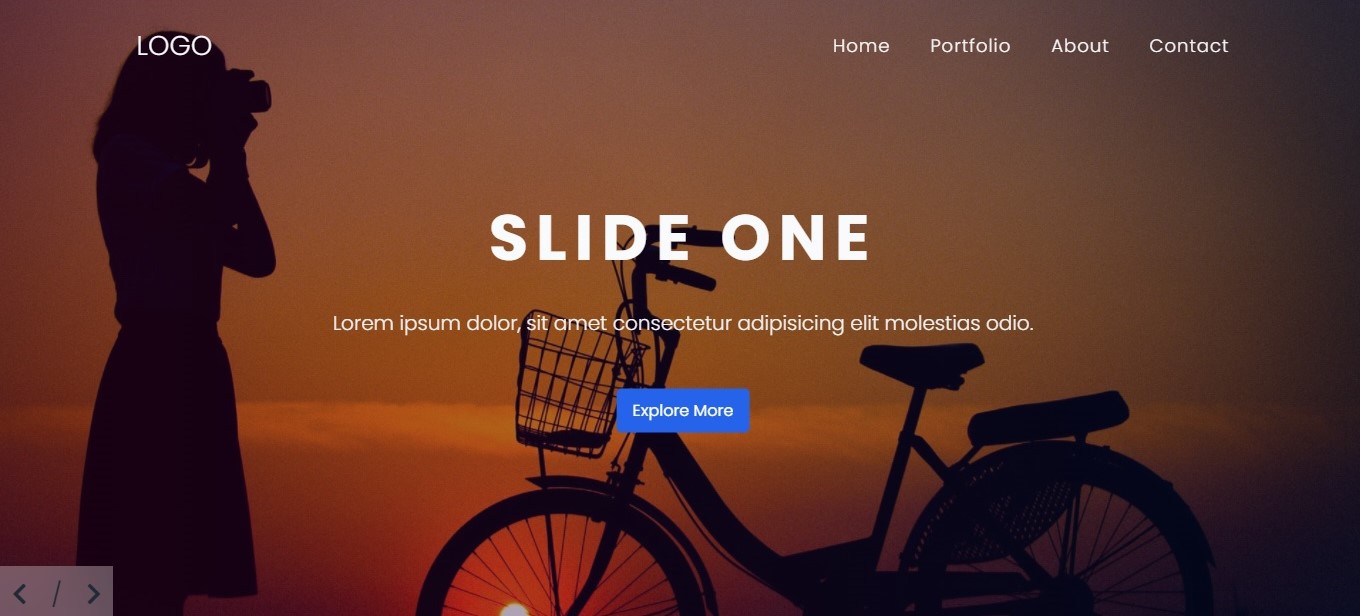 LOGO
Home Portfolio About Contact
SLIDE ONE
Lorem ipsum dolor, sit amet consectetur adipisicing elit molestias odio.
Explore More
/